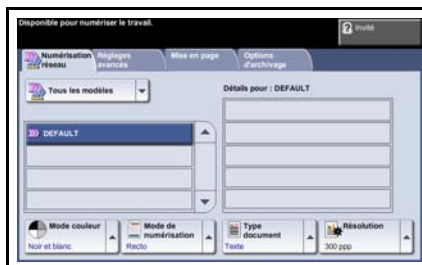 Disponible pour numériser le travail.
Invité
Numérisation réseau
Réglages avancés
Mise en page
Options d'archivage
Tous les modèles
Détails pour : DEFAULT
DEFAULT
Mode couleur
Noir et blanc
Mode de numérisation
Recto
Type document
Texte
Résolution
300 ppp